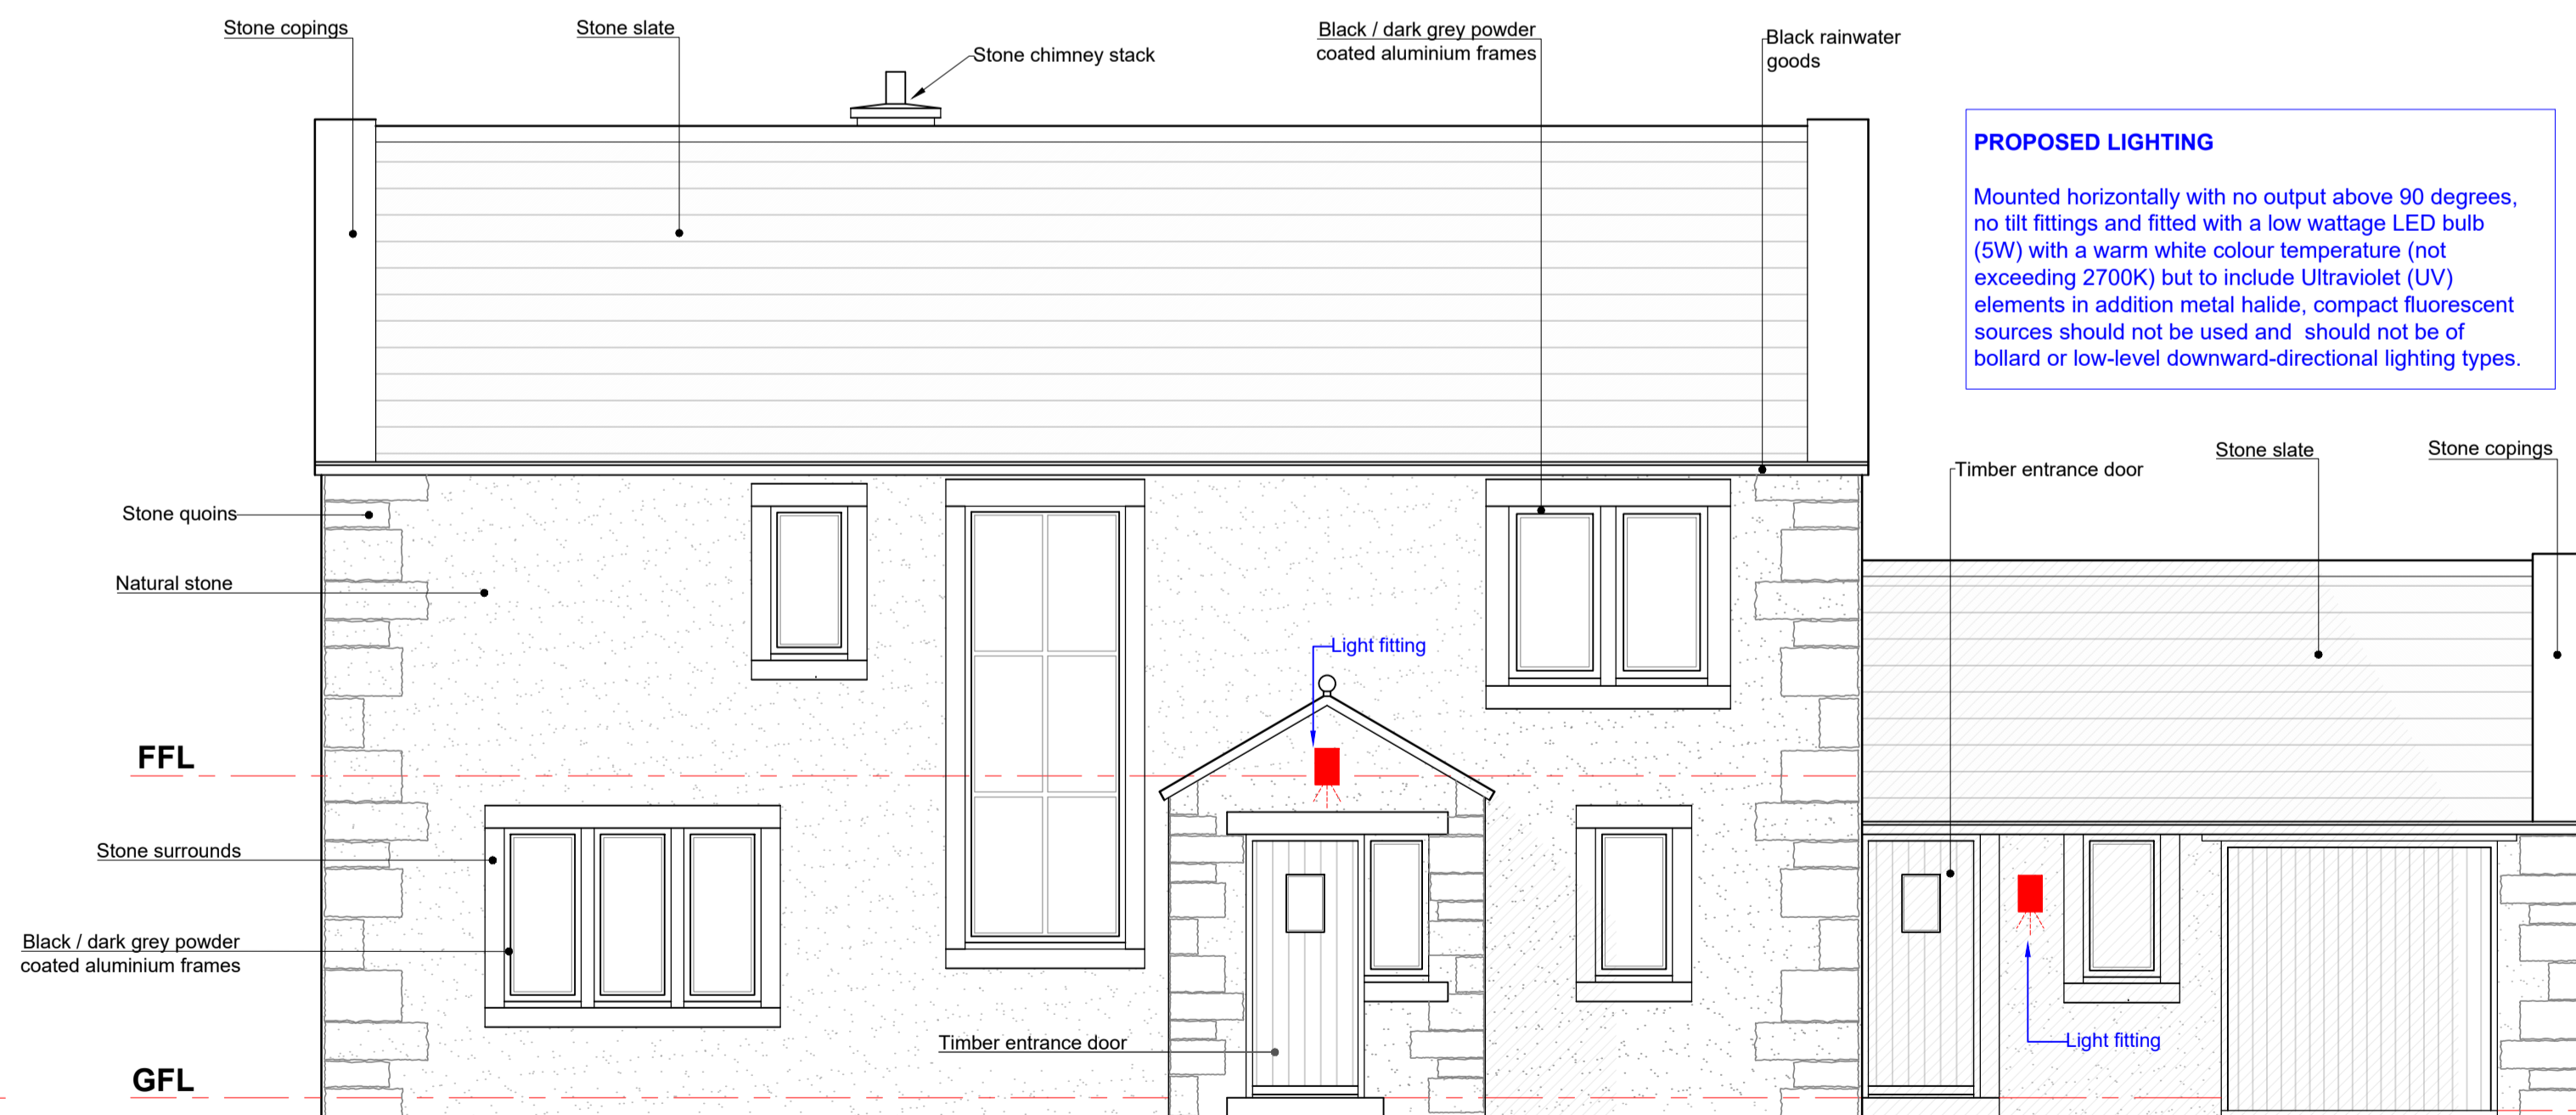 Stone copings
Stone slate
Stone chimney stack
Black / dark grey powder
coated aluminium frames
Black rainwater
goods
PROPOSED LIGHTING
Mounted horizontally with no output above 90 degrees,
no tilt fittings and fitted with a low wattage LED bulb
(5W) with a warm white colour temperature (not
exceeding 2700K) but to include Ultraviolet (UV)
elements in addition metal halide, compact fluorescent
sources should not be used and should not be of
bollard or low-level downward-directional lighting types.
Timber entrance door
Stone slate
Stone copings
Stone quoins
Natural stone
Light fitting
FFL
Stone surrounds
Black / dark grey powder
coated aluminium frames
Timber entrance door
Light fitting
GFL